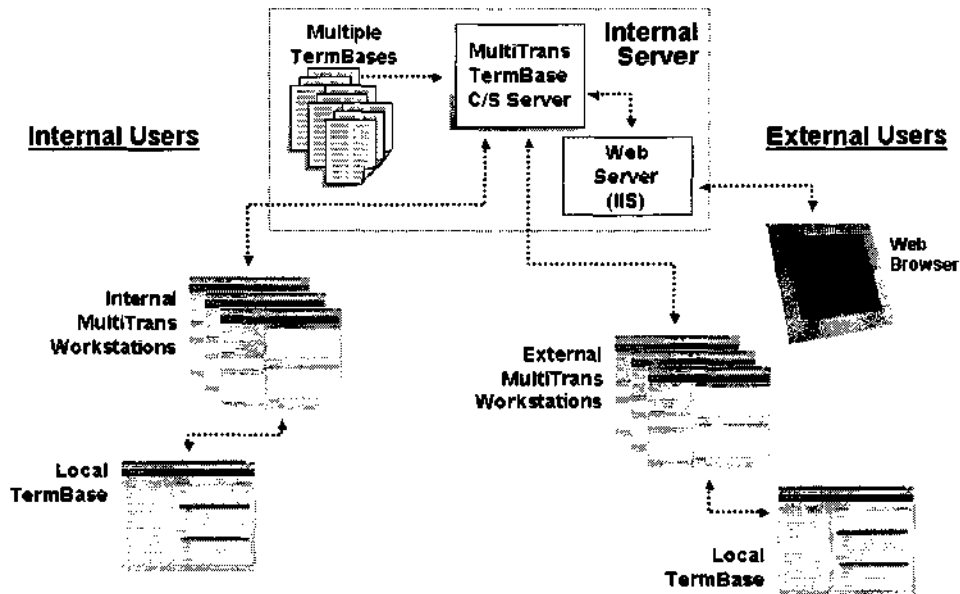 Multiple
TermBases
MultiTrans
TermBase
C/S Server
Internal
Server
Internal Users
External Users
Web
Server
(IIS)
Web
Browser
Internal
MultiTrans
Workstations
External
MultiTrans
Workstations
Local
TermBase
Local
TermBase